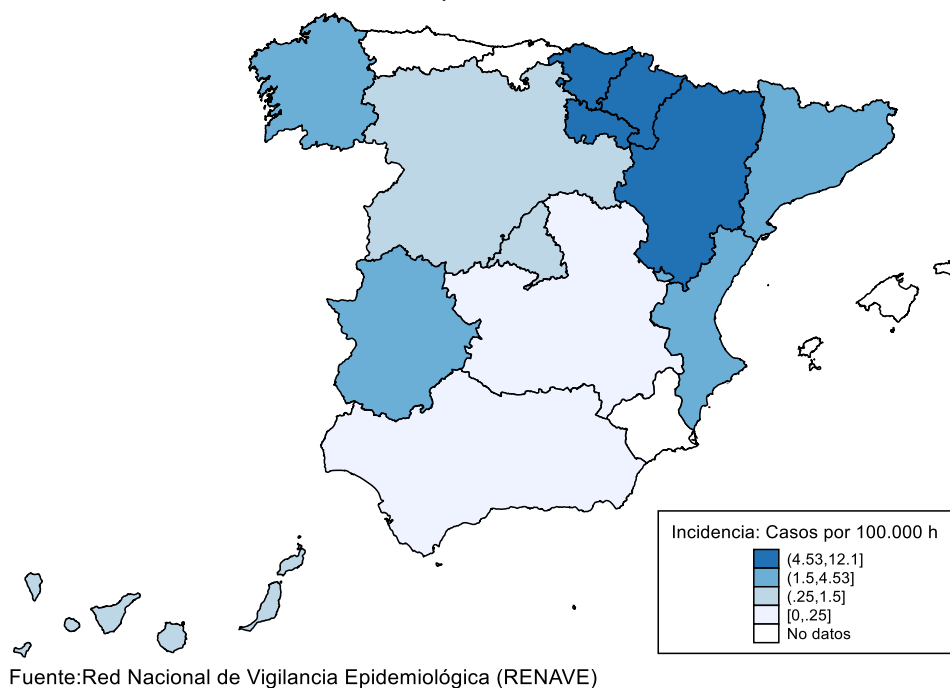 Incidencia: Casos por 100.000 h
(4.53,12.1]
(1.5,4.53]
(.25,1.5]
[0,.25]
No datos
Fuente:Red Nacional de Vigilancia Epidemiológica (RENAVE)